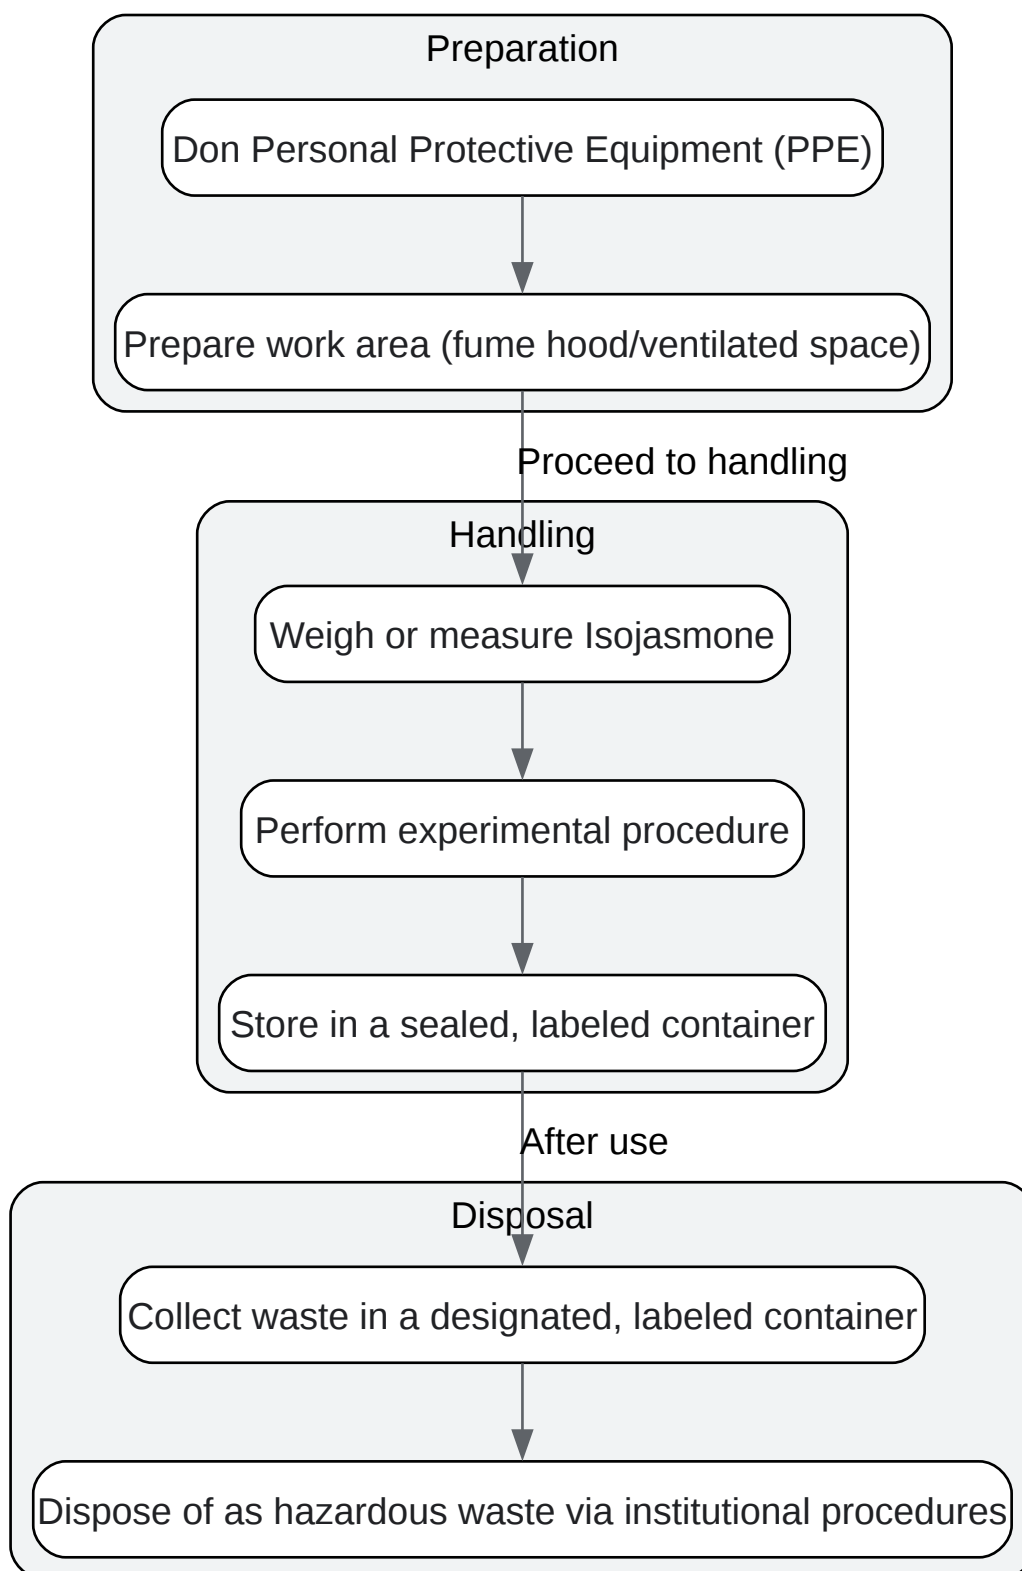 Preparation
Don Personal Protective Equipment (PPE)
Prepare work area (fume hood/ventilated space)
Proceed to handling
Handling
Weigh or measure Isojasmone
Perform experimental procedure
Store in a sealed, labeled container
After use
Disposal
Collect waste in a designated, labeled container
Dispose of as hazardous waste via institutional procedures